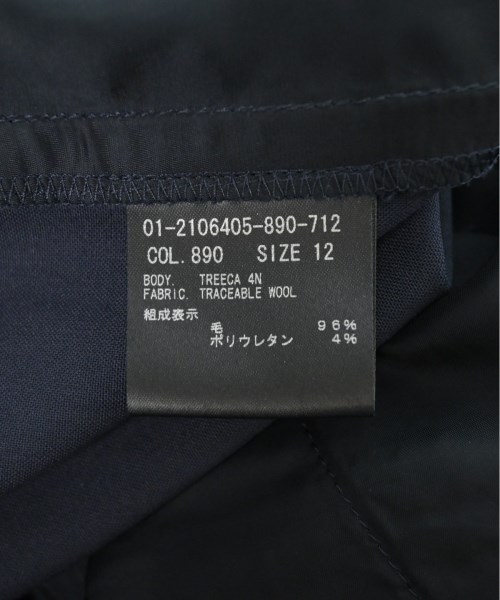 01-2106405-890-712
COL.890 SIZE 12
BODY. TREECA 4N
FABRIC. TRACEABLE WOOL
組成表示
毛 96%
ポリウレタン 4%